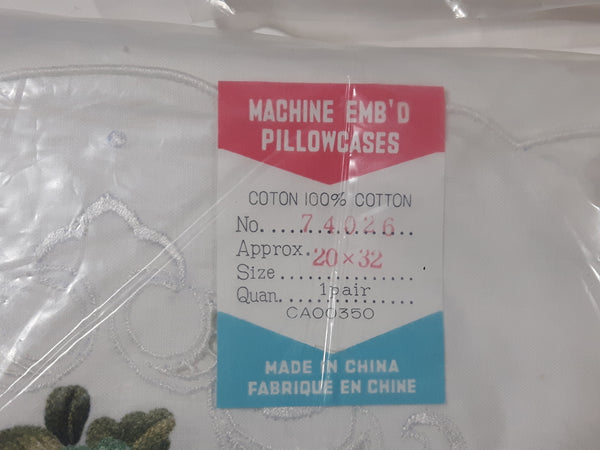 MACHINE EMB'D
PILLOWCASES
COTON 100% COTTON
No.....74026..
Approx. 20×32
Size................
Quan...1pair......
CA00350
MADE IN CHINA
FABRIQUE EN CHINE